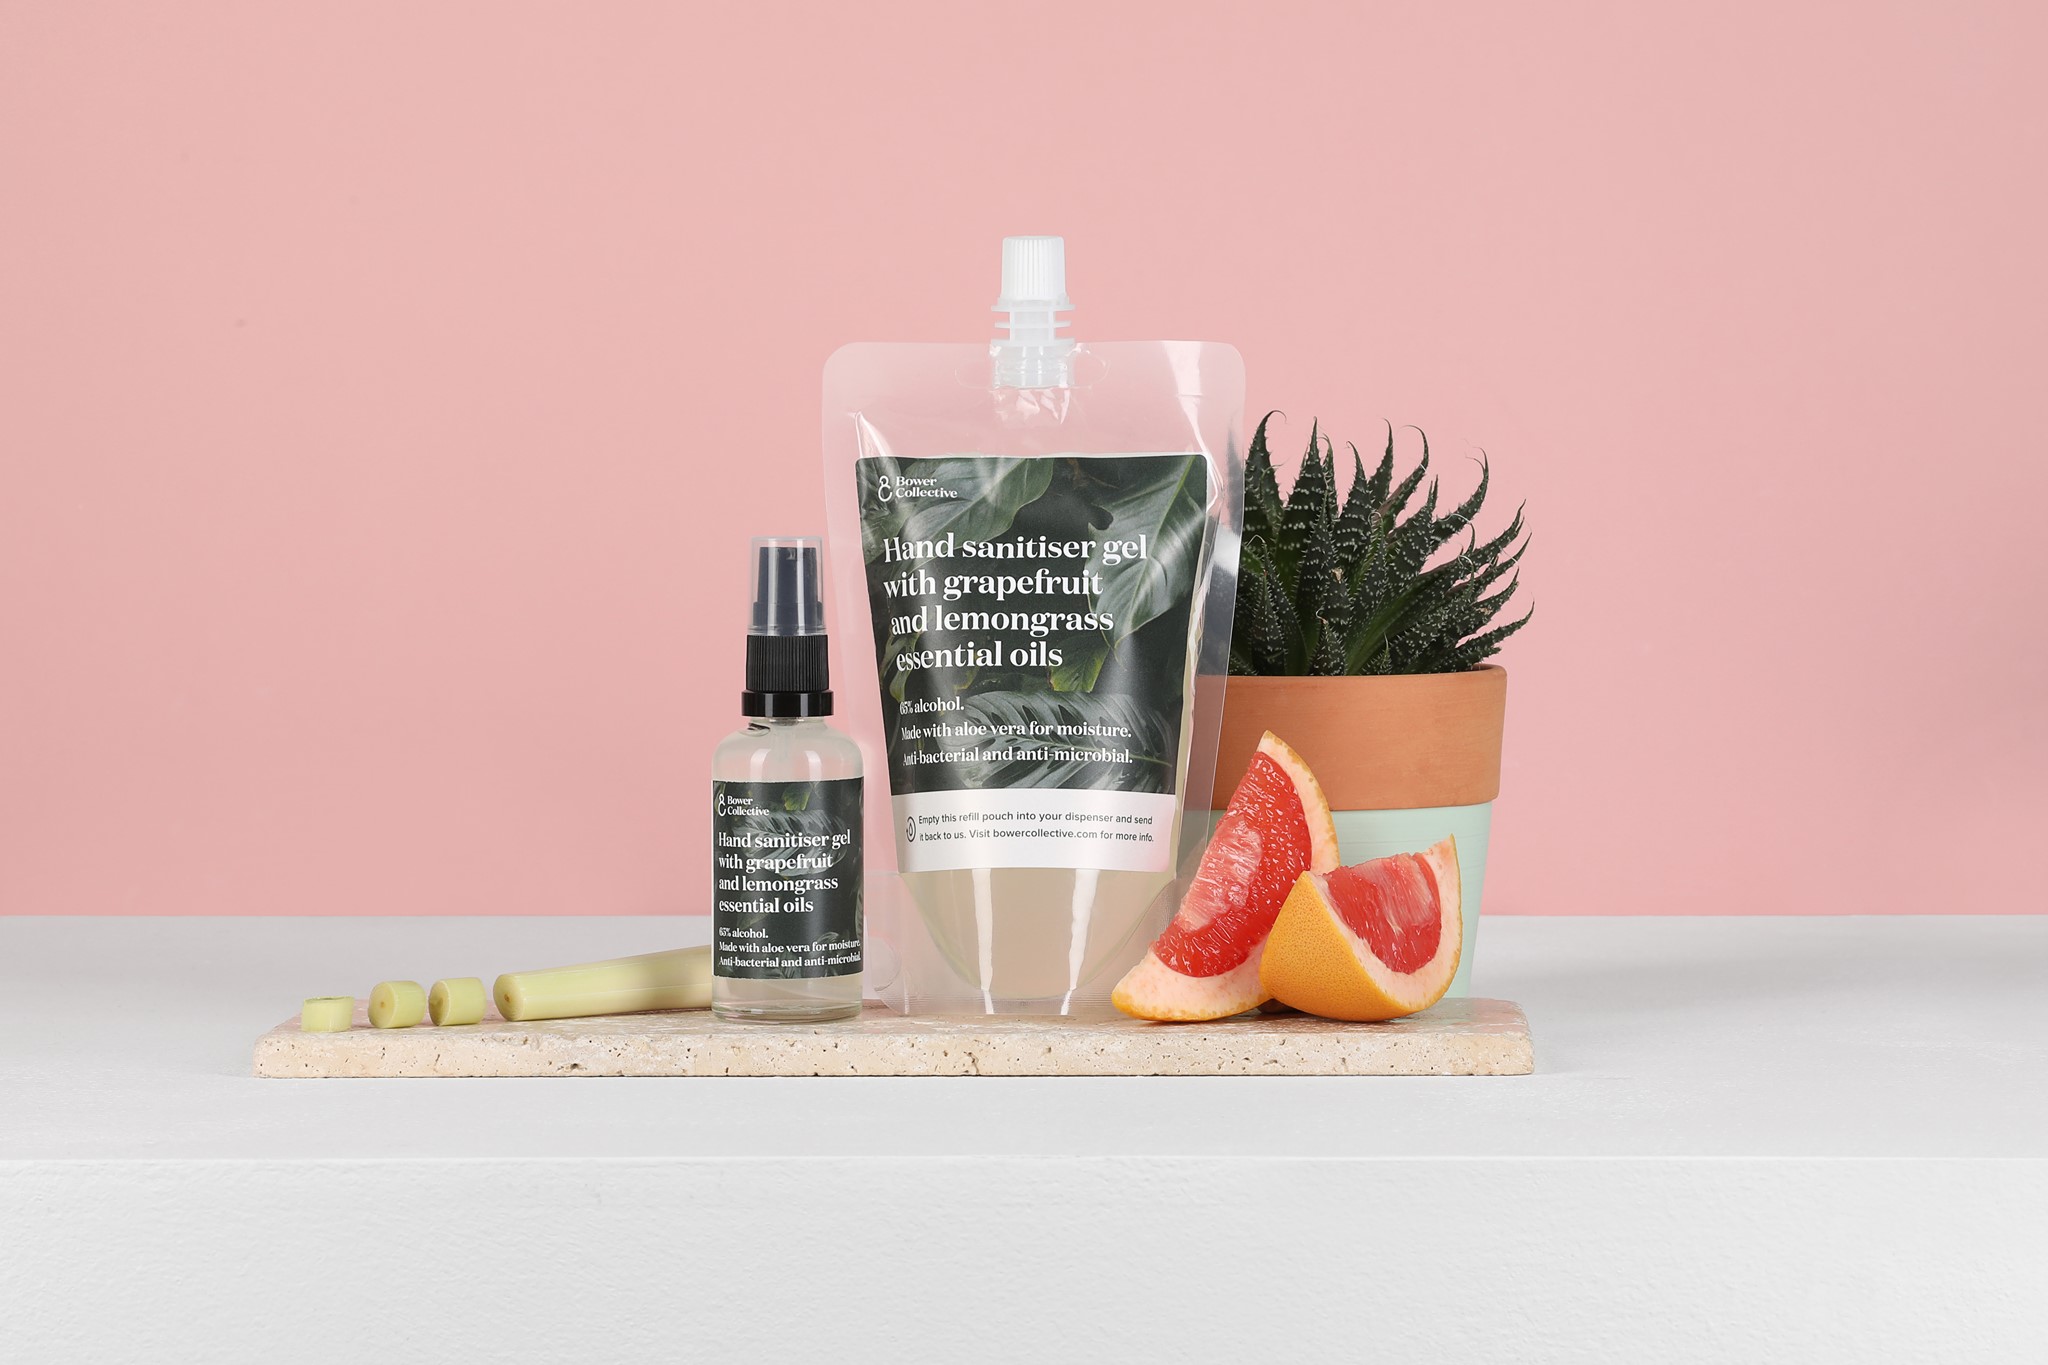 Bower
Collective
Hand sanitiser gel
with grapefruit
and lemongrass
essential oils
65% alcohol.
Made with aloe vera for moisture.
Anti-bacterial and anti-microbial.
Empty this refill pouch into your dispenser and send
it back to us. Visit bowercollective.com for more info.
Bower
Collective
Hand sanitiser gel
with grapefruit
and lemongrass
essential oils
65% alcohol.
Made with aloe vera for moisture.
Anti-bacterial and anti-microbial.